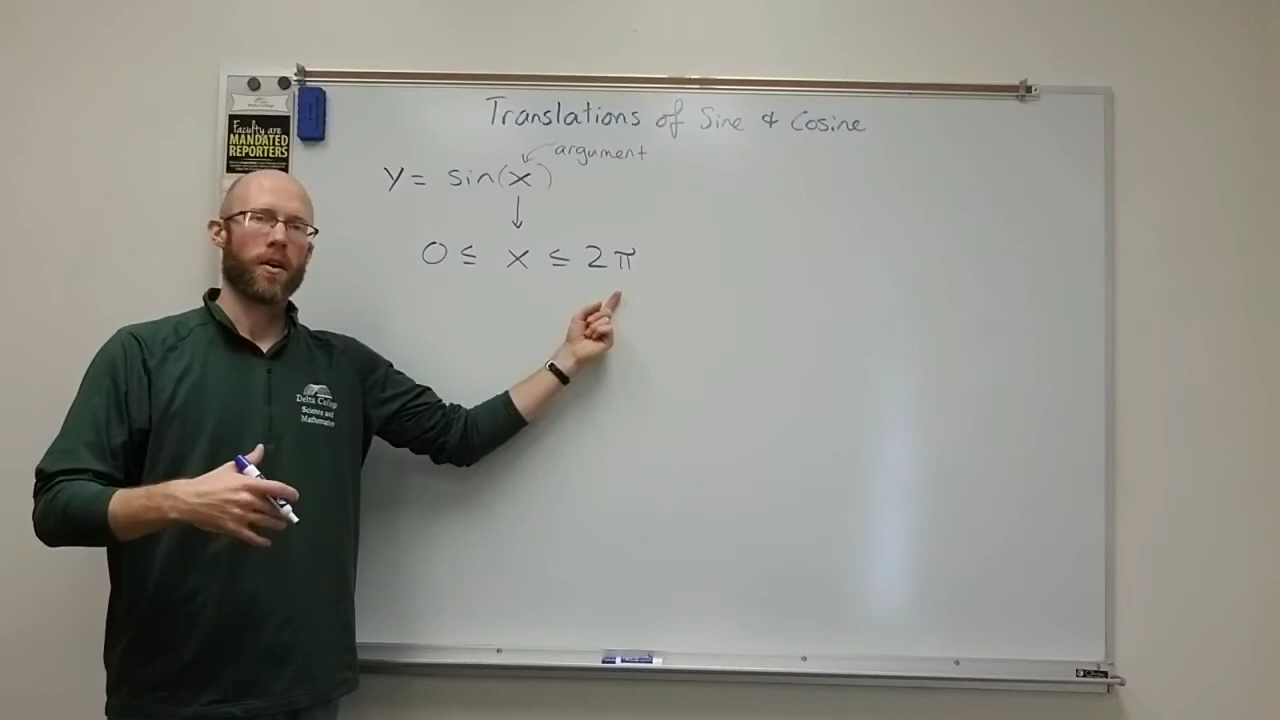 Translations of Sine & Cosine
argument
y = sin(x)
↓
0 ≤ x ≤ 2π
Faculty are
MANDATED
REPORTERS
Delta College
Science and
Mathematics